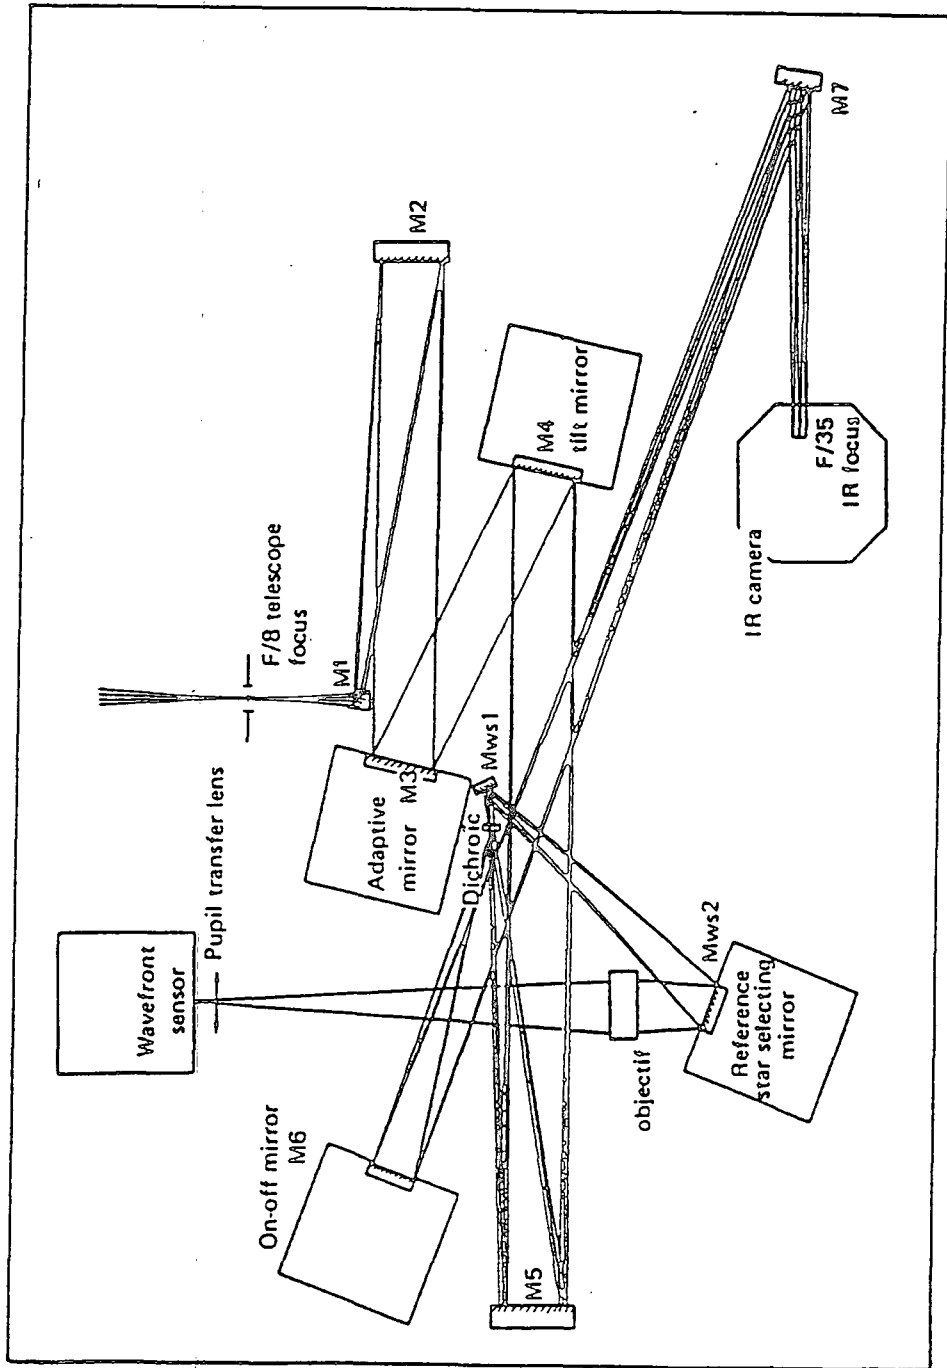 F/8 telescope
focus
M1
M2
Pupil transfer lens
Wavefront
sensor
Adaptive
mirror M3
Dichroic
Mws1
M4
tilt mirror
On-off mirror
M6
M5
objectif
Mws2
Reference
star selecting
mirror
IR camera
F/35
IR focus
M7